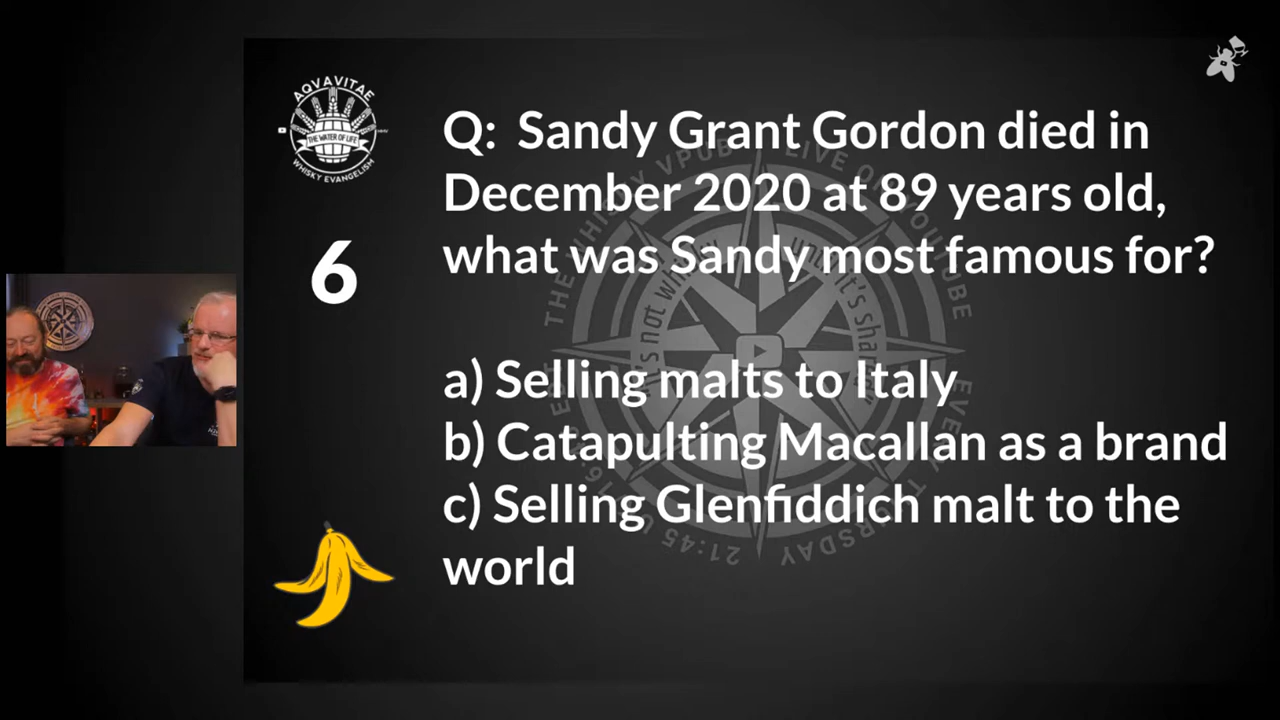 AQVAVITAE
THE WATER OF LIFE
WHISKY EVANGELISM
6
Q: Sandy Grant Gordon died in
December 2020 at 89 years old,
what was Sandy most famous for?
a) Selling malts to Italy
b) Catapulting Macallan as a brand
c) Selling Glenfiddich malt to the
world